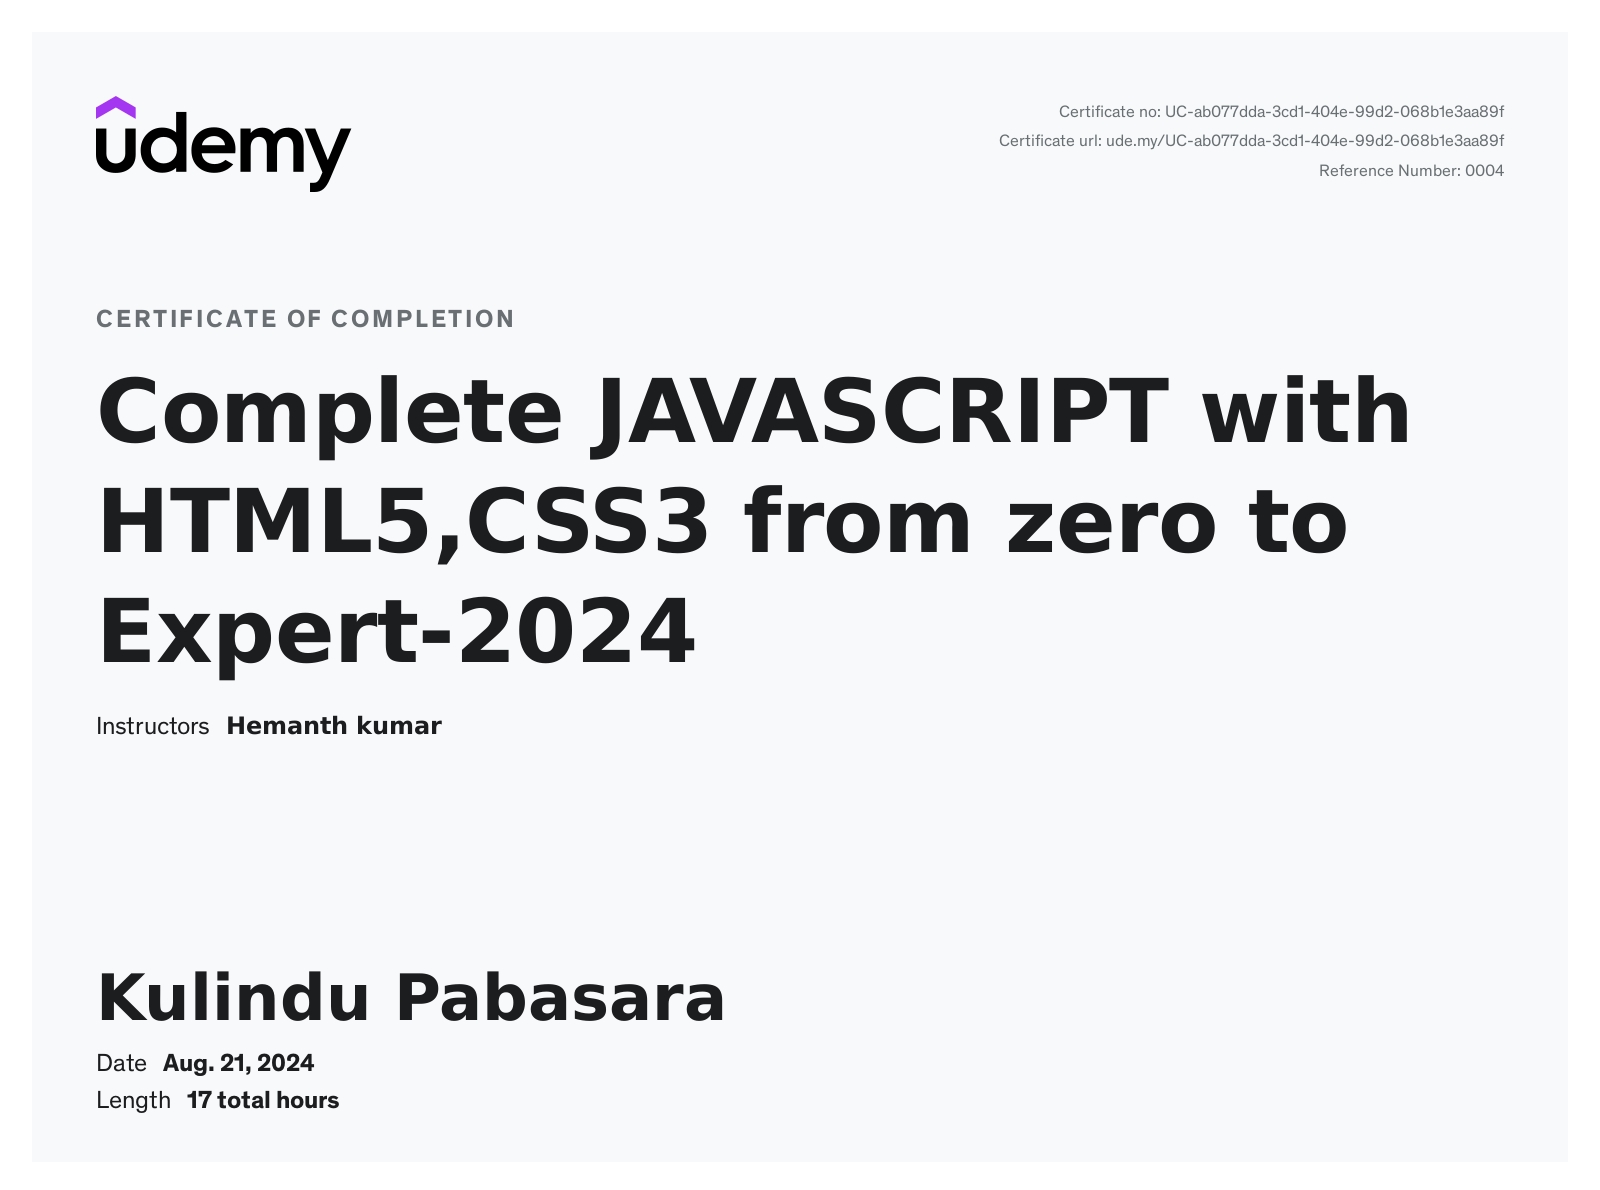 udemy
Certificate no: UC-ab077dda-3cd1-404e-99d2-068b1e3aa89f
Certificate url: ude.my/UC-ab077dda-3cd1-404e-99d2-068b1e3aa89f
Reference Number: 0004
CERTIFICATE OF COMPLETION
Complete JAVASCRIPT with
HTML5,CSS3 from zero to
Expert-2024
Instructors Hemanth kumar
Kulindu Pabasara
Date Aug. 21, 2024
Length 17 total hours